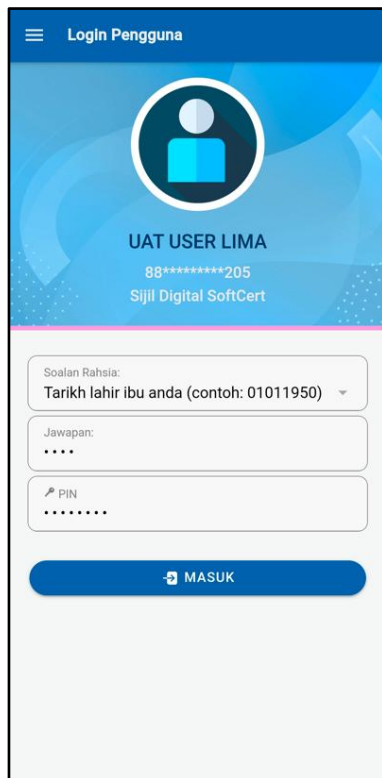 Login Pengguna
UAT USER LIMA
88*********205
Sijil Digital SoftCert
Soalan Rahsia:
Tarikh lahir ibu anda (contoh: 01011950)
Jawapan:
••••
PIN
••••••••
MASUK